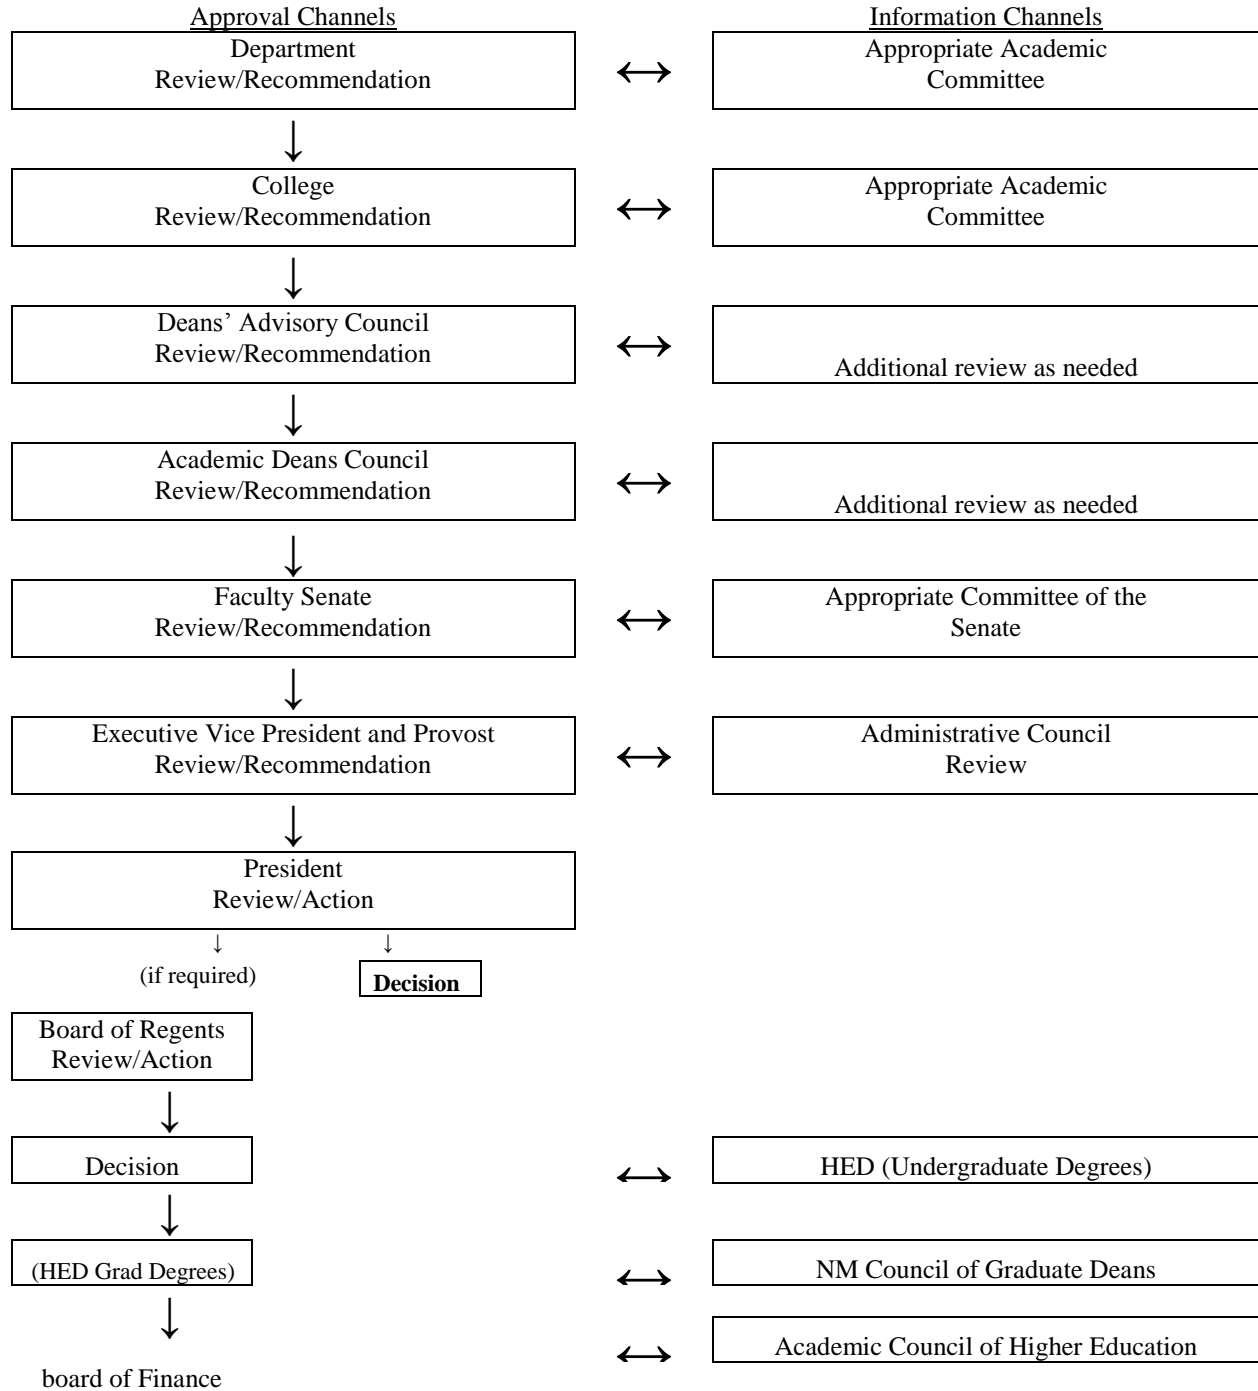 Approval Channels
Information Channels
Department
Review/Recommendation
Appropriate Academic
Committee
College
Review/Recommendation
Appropriate Academic
Committee
Deans’ Advisory Council
Review/Recommendation
Additional review as needed
Academic Deans Council
Review/Recommendation
Additional review as needed
Faculty Senate
Review/Recommendation
Appropriate Committee of the
Senate
Executive Vice President and Provost
Review/Recommendation
Administrative Council
Review
President
Review/Action
(if required)
Decision
Board of Regents
Review/Action
Decision
HED (Undergraduate Degrees)
(HED Grad Degrees)
NM Council of Graduate Deans
Academic Council of Higher Education
board of Finance